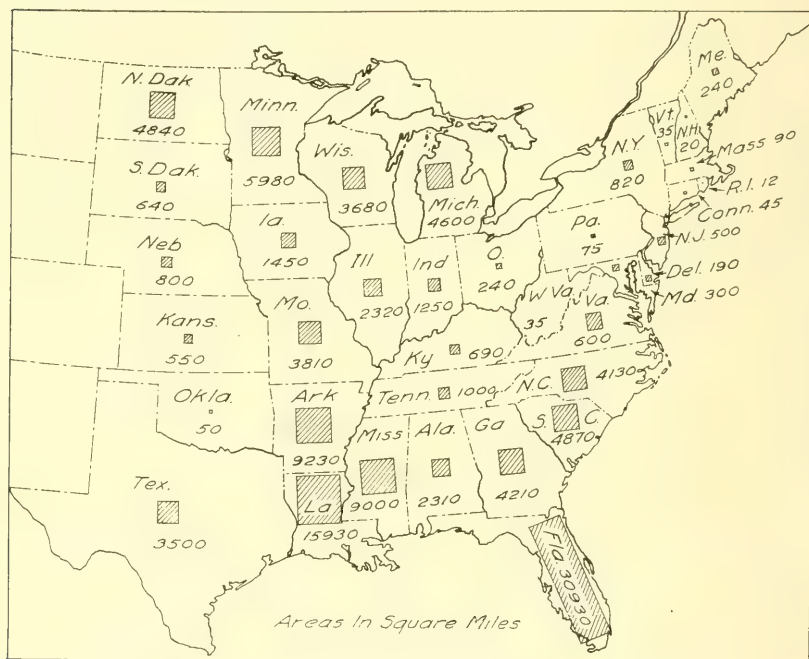 N. Dak
4840
Minn.
5980
S. Dak.
640
Wis.
3680
Mich.
4600
Me.
240
Vt.
35
N.H.
20
N.Y.
820
Mass 90
R.I. 12
Conn. 45
Neb
800
Ia.
1450
Ill
2320
Ind
1250
O.
240
Pa.
75
N.J. 500
Del. 190
Md. 300
W Va.
35
Va.
600
Kans.
550
Mo.
3810
Ky 690
Okla.
50
Ark
9230
Tenn. 1000
N.C. 4130
S. C.
4870
Tex.
3500
La
15930
Miss
9000
Ala.
2310
Ga
4210
Fla. 30930
Areas In Square Miles